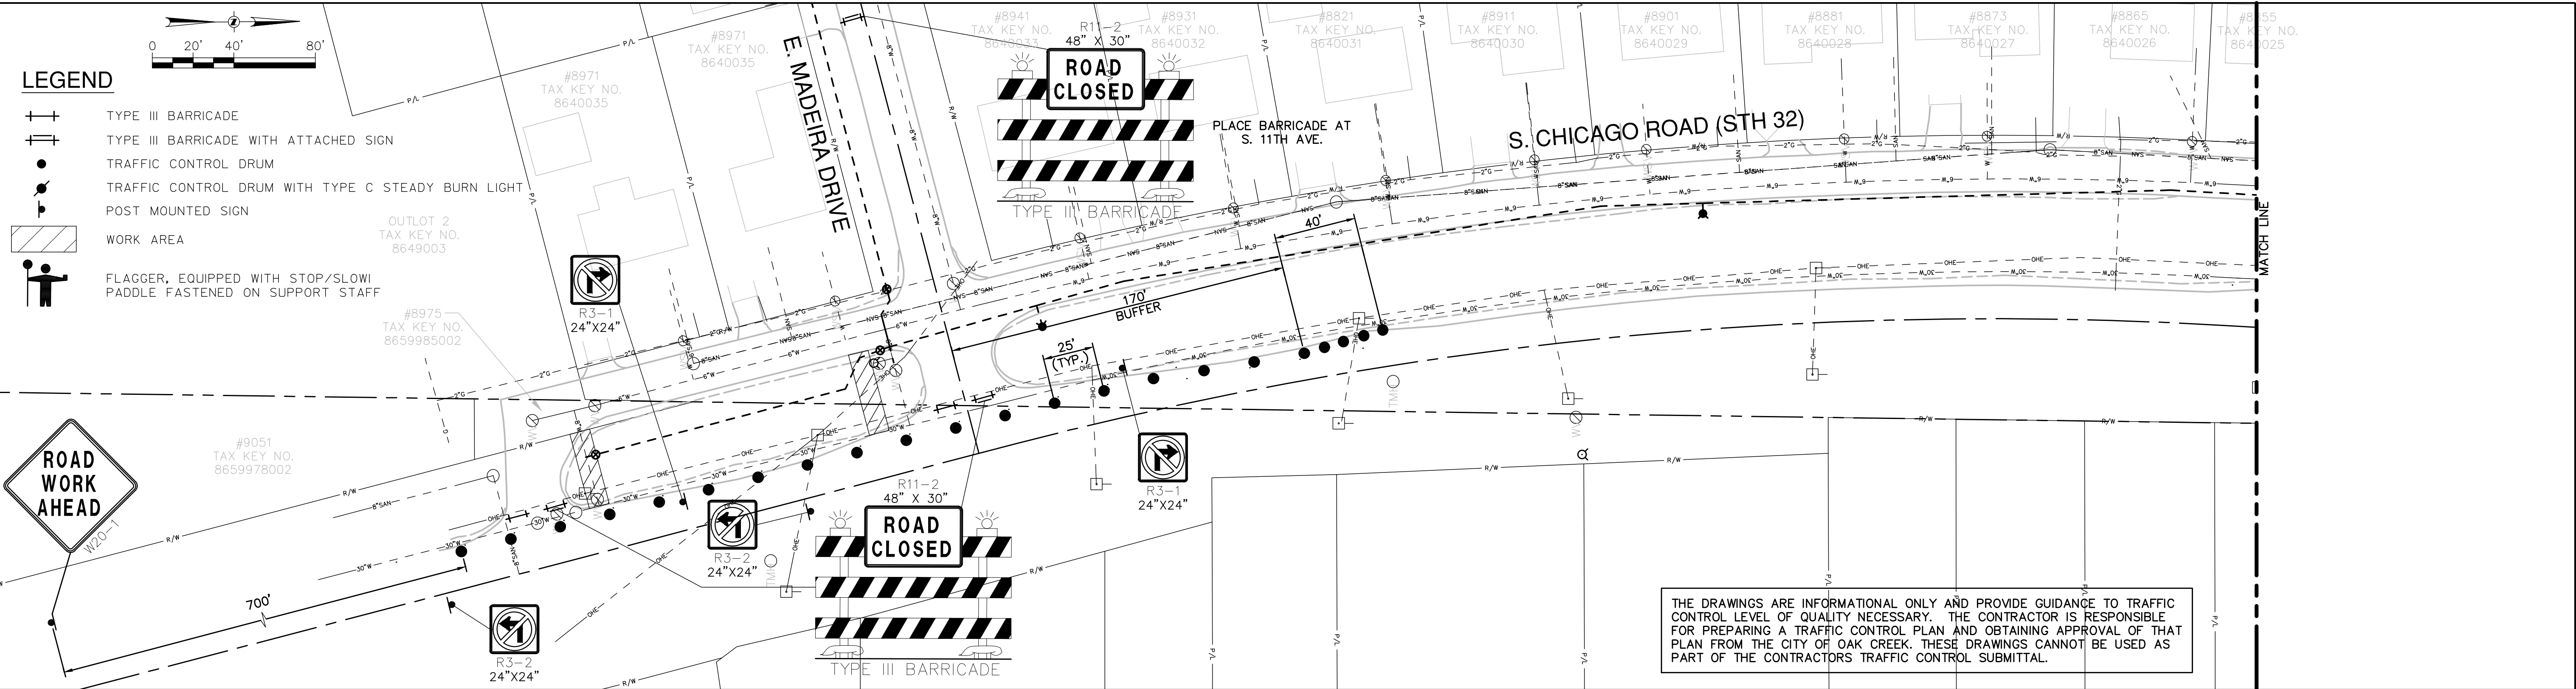 0 20' 40' 80'
LEGEND
TYPE III BARRICADE
TYPE III BARRICADE WITH ATTACHED SIGN
TRAFFIC CONTROL DRUM
TRAFFIC CONTROL DRUM WITH TYPE C STEADY BURN LIGHT
POST MOUNTED SIGN
WORK AREA
FLAGGER, EQUIPPED WITH STOP/SLOWI
PADDLE FASTENED ON SUPPORT STAFF
#8971
TAX KEY NO.
8640035
#8971
TAX KEY NO.
8640035
OUTLOT 2
TAX KEY NO.
8649003
#8975
TAX KEY NO.
8659985002
#9051
TAX KEY NO.
8659978002
E. MADEIRA DRIVE
#8941
TAX KEY NO.
8640033
#8931
TAX KEY NO.
8640032
#8821
TAX KEY NO.
8640031
#8911
TAX KEY NO.
8640030
#8901
TAX KEY NO.
8640029
#8881
TAX KEY NO.
8640028
#8873
TAX KEY NO.
8640027
#8865
TAX KEY NO.
8640026
TAX KEY NO.
8640025
R11-2
48" X 30"
ROAD
CLOSED
TYPE III BARRICADE
PLACE BARRICADE AT
S. 11TH AVE.
S. CHICAGO ROAD (STH 32)
MATCH LINE
R3-1
24"X24"
40'
170'
BUFFER
25'
(TYP.)
R3-1
24"X24"
ROAD
WORK
AHEAD
W20-1
700'
R3-2
24"X24"
R3-2
24"X24"
R11-2
48" X 30"
ROAD
CLOSED
TYPE III BARRICADE
THE DRAWINGS ARE INFORMATIONAL ONLY AND PROVIDE GUIDANCE TO TRAFFIC
CONTROL LEVEL OF QUALITY NECESSARY. THE CONTRACTOR IS RESPONSIBLE
FOR PREPARING A TRAFFIC CONTROL PLAN AND OBTAINING APPROVAL OF THAT
PLAN FROM THE CITY OF OAK CREEK. THESE DRAWINGS CANNOT BE USED AS
PART OF THE CONTRACTORS TRAFFIC CONTROL SUBMITTAL.